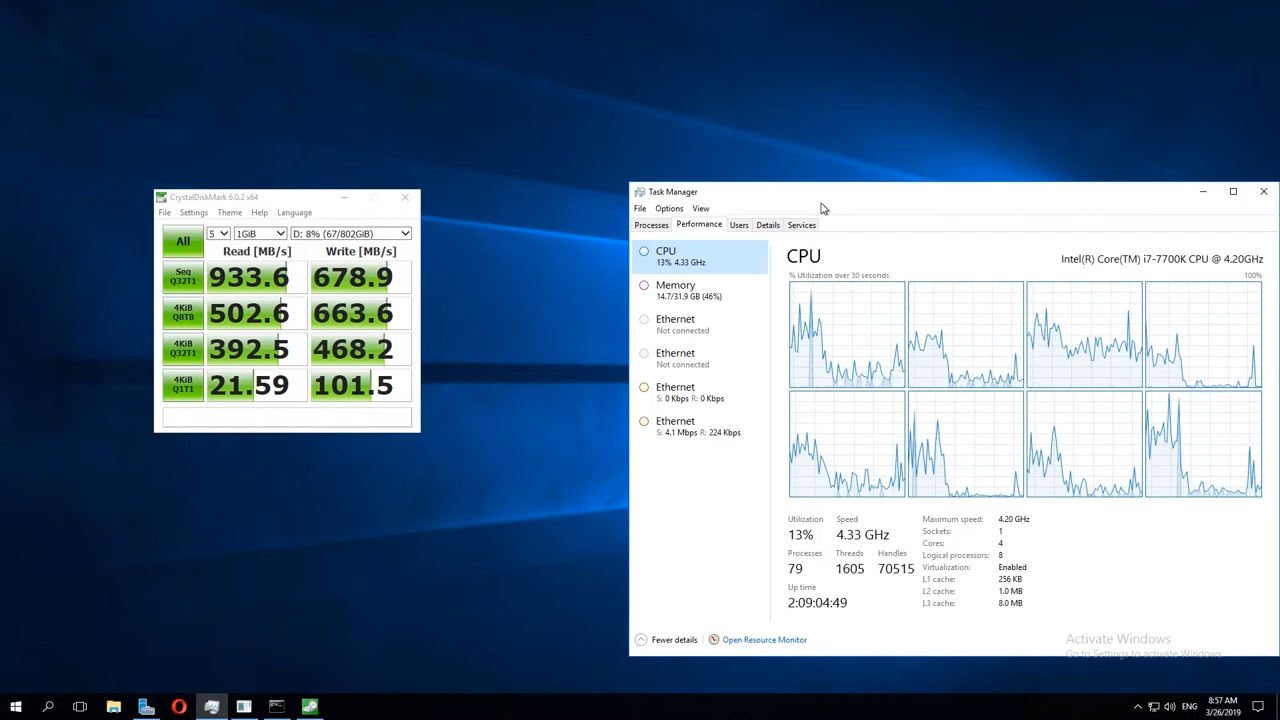 CrystalDiskMark 6.0.2 x64
File Settings Theme Help Language
All 5 1GiB D: 8% (67/802GiB)
Read [MB/s] Write [MB/s]
Seq
Q32T1
933.6 678.9
4KiB
Q8T8
502.6 663.6
4KiB
Q32T1
392.5 468.2
4KiB
Q1T1
21.59 101.5
Task Manager
File Options View
Processes Performance Users Details Services
CPU
13% 4.33 GHz
Memory
14.7/31.9 GB (46%)
Ethernet
Not connected
Ethernet
Not connected
Ethernet
S: 0 Kbps R: 0 Kbps
Ethernet
S: 4.1 Mbps R: 224 Kbps
CPU Intel(R) Core(TM) i7-7700K CPU @ 4.20GHz
% Utilization over 30 seconds 100%
Utilization Speed
13% 4.33 GHz
Processes Threads Handles
79 1605 70515
Up time
2:09:04:49
Maximum speed: 4.20 GHz
Sockets: 1
Cores: 4
Logical processors: 8
Virtualization: Enabled
L1 cache: 256 KB
L2 cache: 1.0 MB
L3 cache: 8.0 MB
Fewer details Open Resource Monitor
Activate Windows
Go to Settings to activate Windows.
ENG
8:57 AM
3/26/2019